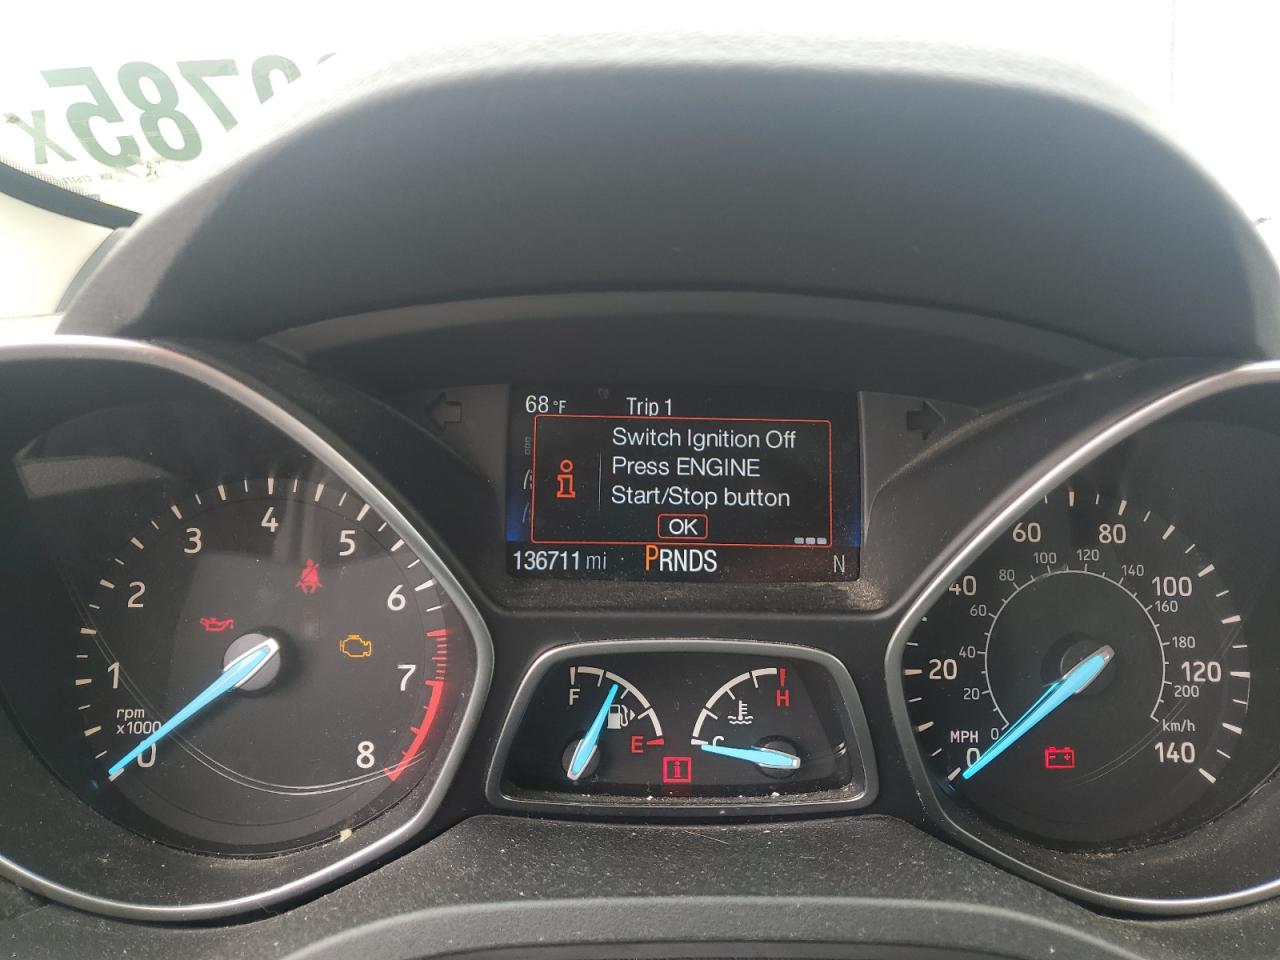 785X
68 °F
Trip 1
Switch Ignition Off
Press ENGINE
Start/Stop button
OK
136711 mi
PRNDS
N
0
1
2
3
4
5
6
7
8
rpm
x1000
F
E
C
H
i
MPH
0
20
40
60
80
100
120
140
0
20
40
60
80
100
120
140
160
180
200
km/h